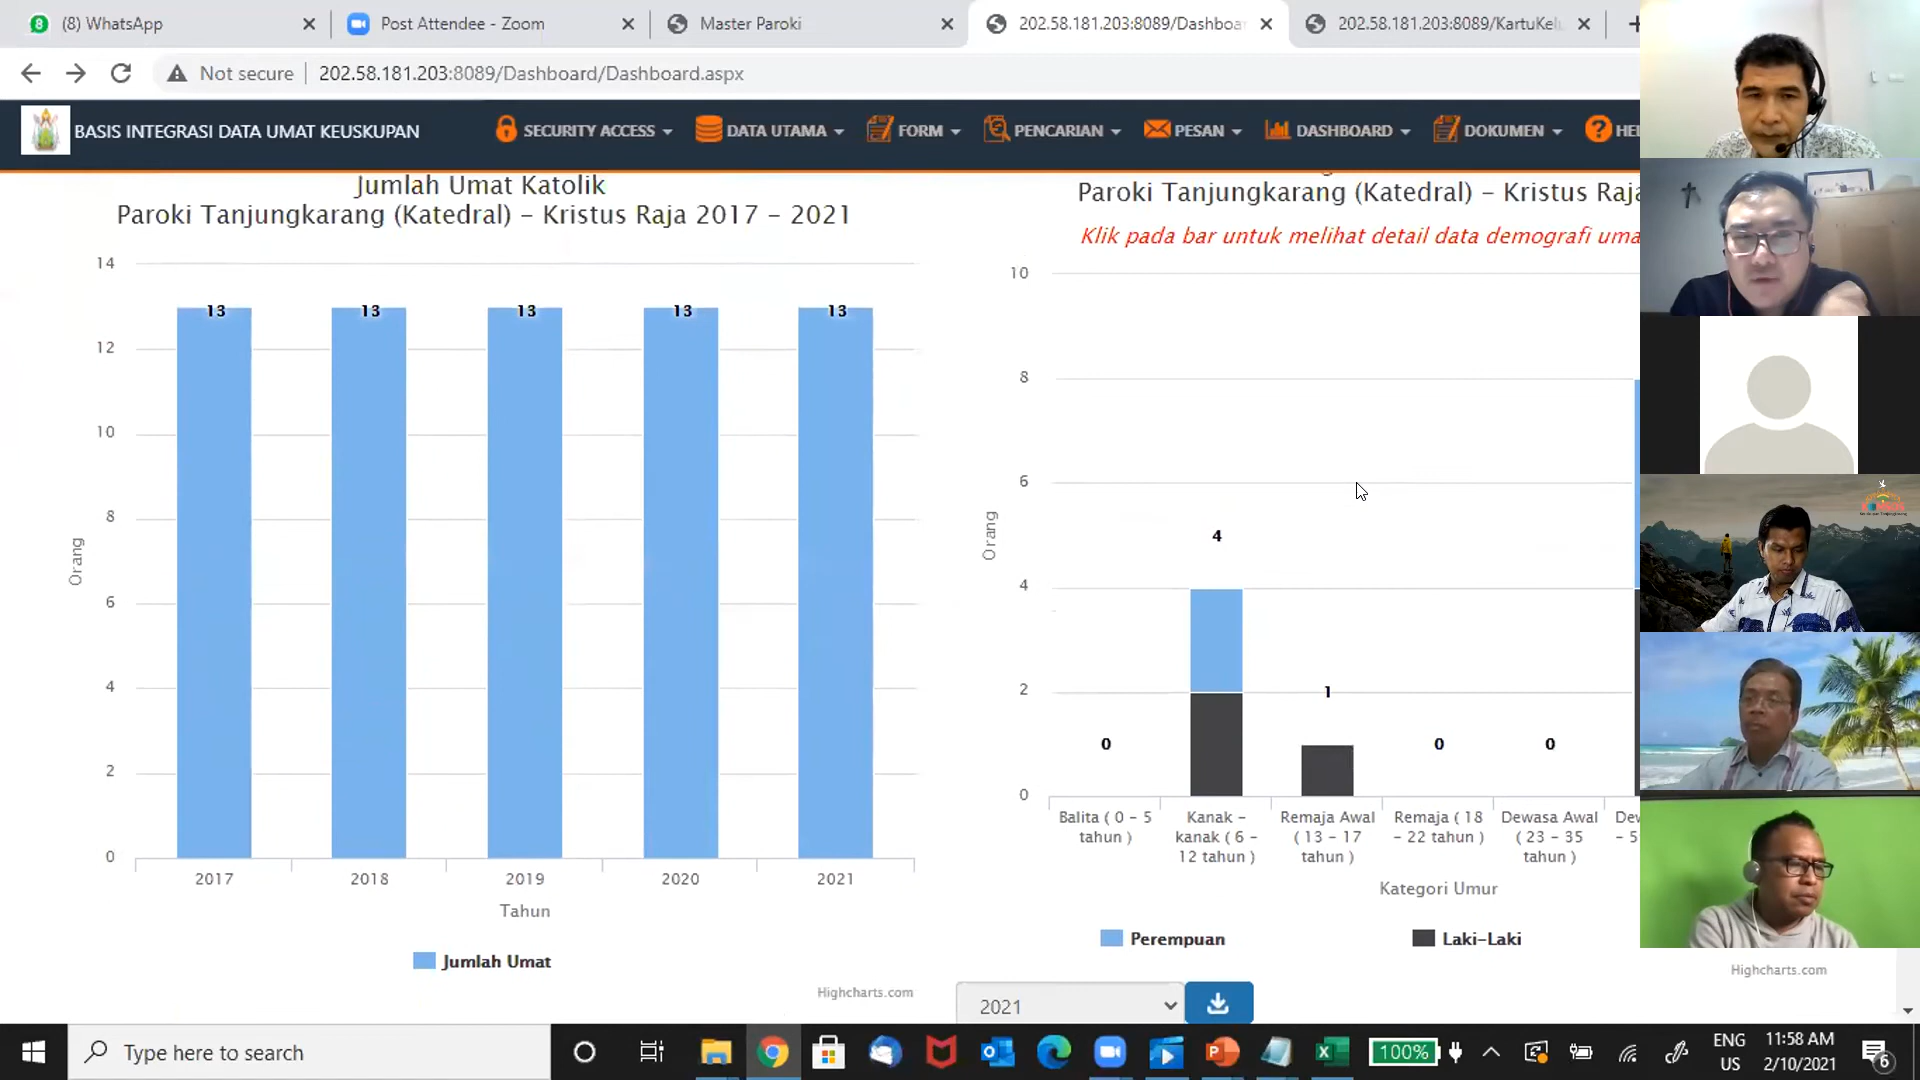 (8) WhatsApp
Post Attendee - Zoom
Master Paroki
202.58.181.203:8089/Dashboa
202.58.181.203:8089/KartuKel
Not secure
202.58.181.203:8089/Dashboard/Dashboard.aspx
BASIS INTEGRASI DATA UMAT KEUSKUPAN
SECURITY ACCESS
DATA UTAMA
FORM
PENCARIAN
PESAN
DASHBOARD
DOKUMEN
HEL
Jumlah Umat Katolik
Paroki Tanjungkarang (Katedral) - Kristus Raja 2017 - 2021
14
12
10
8
6
4
2
0
Orang
13
13
13
13
13
2017
2018
2019
2020
2021
Tahun
Jumlah Umat
Highcharts.com
Paroki Tanjungkarang (Katedral) - Kristus Raja
Klik pada bar untuk melihat detail data demografi uma
10
8
6
4
2
0
Orang
0
4
1
0
0
Balita ( 0 - 5
tahun )
Kanak -
kanak ( 6 -
12 tahun )
Remaja Awal
( 13 - 17
tahun )
Remaja ( 18
- 22 tahun )
Dewasa Awal
( 23 - 35
tahun )
Dew
- 5
Kategori Umur
Perempuan
Laki-Laki
Highcharts.com
2021
Type here to search
100%
ENG
US
11:58 AM
2/10/2021
6